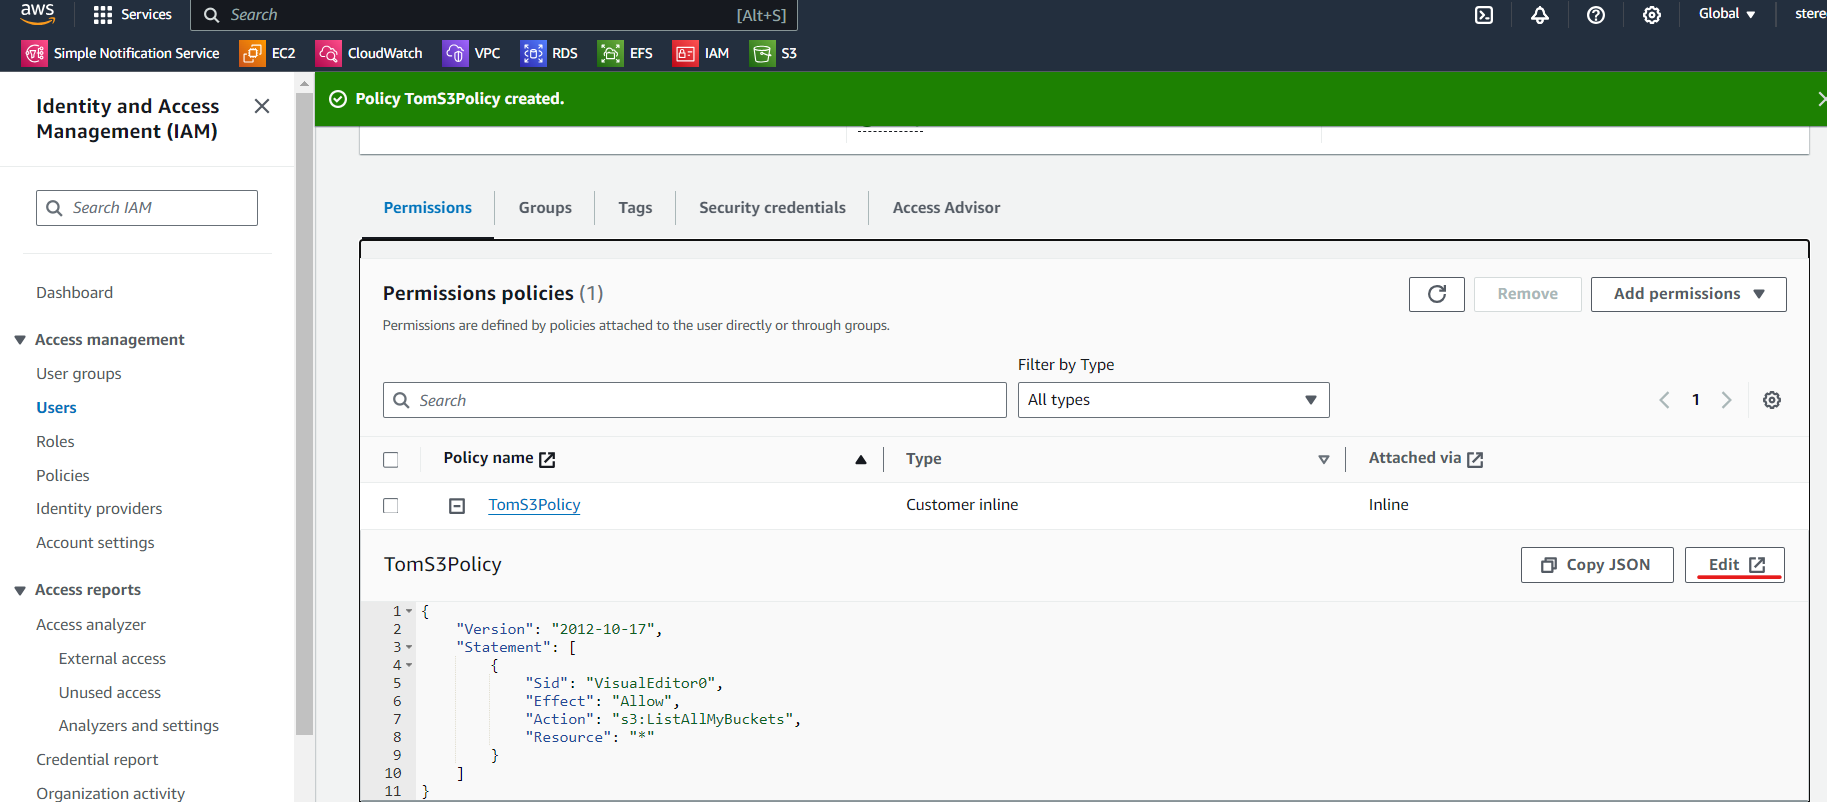 aws
Services
Search
[Alt+S]
Global
stere
Simple Notification Service
EC2
CloudWatch
VPC
RDS
EFS
IAM
S3
Identity and Access
Management (IAM)
Search IAM
Dashboard
Access management
User groups
Users
Roles
Policies
Identity providers
Account settings
Access reports
Access analyzer
External access
Unused access
Analyzers and settings
Credential report
Organization activity
Policy TomS3Policy created.
Permissions
Groups
Tags
Security credentials
Access Advisor
Permissions policies (1)
Remove
Add permissions
Permissions are defined by policies attached to the user directly or through groups.
Filter by Type
Search
All types
1
Policy name
Type
Attached via
TomS3Policy
Customer inline
Inline
TomS3Policy
Copy JSON
Edit
1 {
2 "Version": "2012-10-17",
3 "Statement": [
4 {
5 "Sid": "VisualEditor0",
6 "Effect": "Allow",
7 "Action": "s3:ListAllMyBuckets",
8 "Resource": "*"
9 }
10 ]
11 }